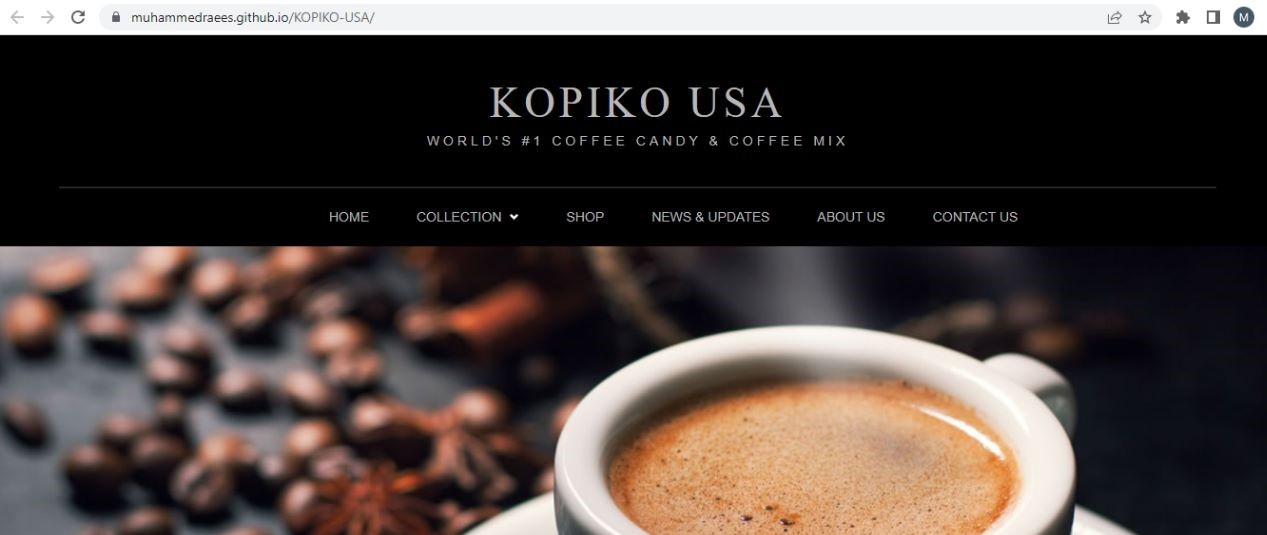 muhammedraees.github.io/KOPIKO-USA/
M
KOPIKO USA
WORLD'S #1 COFFEE CANDY & COFFEE MIX
HOME COLLECTION SHOP NEWS & UPDATES ABOUT US CONTACT US